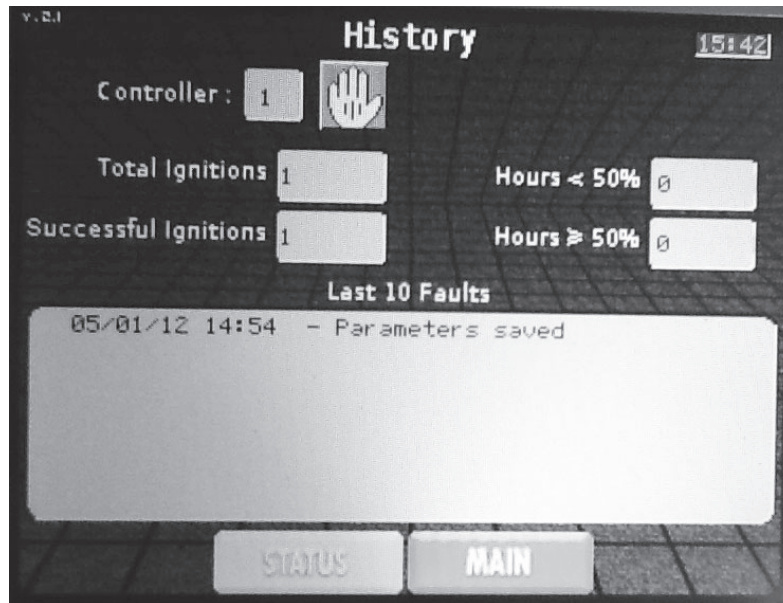 v.2.1
History
15:42
Controller: 1
Total Ignitions 1
Hours < 50% 0
Successful Ignitions 1
Hours ≥ 50% 0
Last 10 Faults
05/01/12 14:54 - Parameters saved
STATUS
MAIN